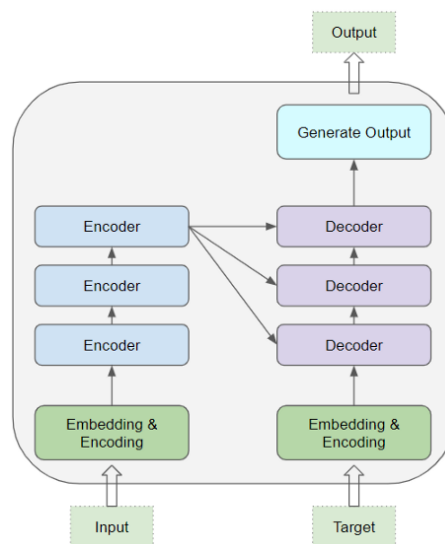 Output
Generate Output
Encoder
Decoder
Encoder
Decoder
Encoder
Decoder
Embedding &
Encoding
Embedding &
Encoding
Input
Target